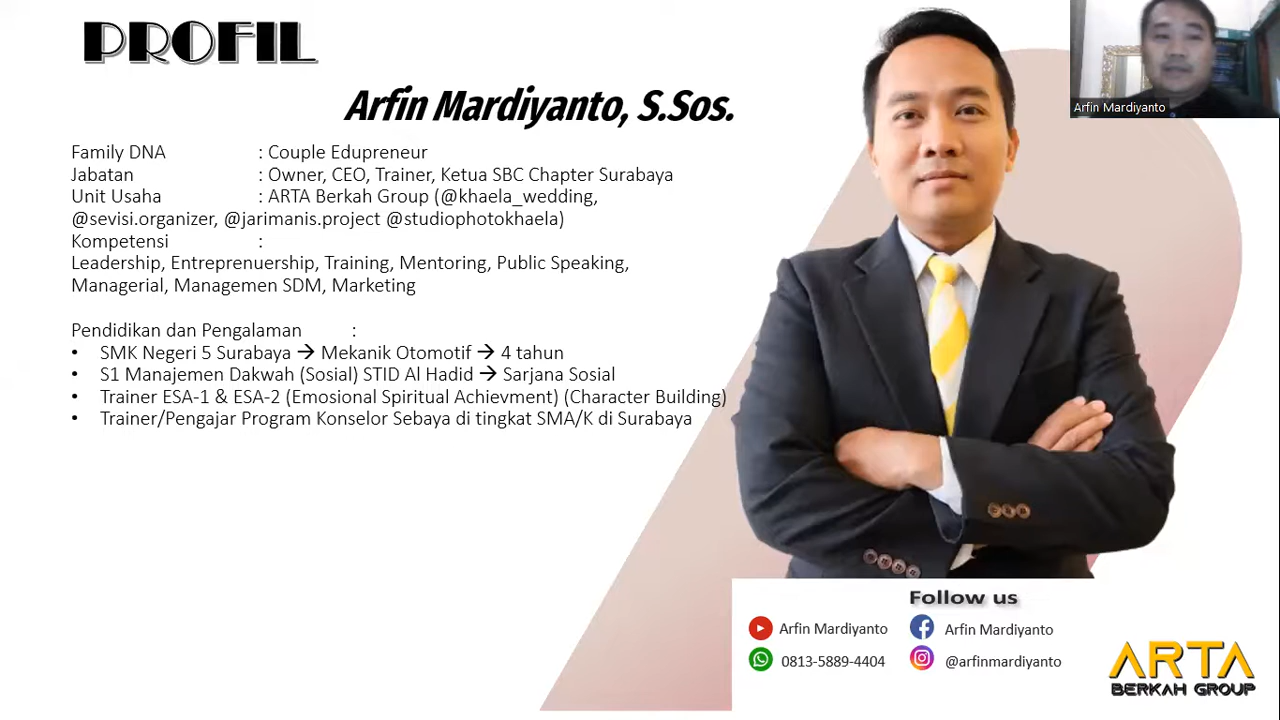 PROFIL
Arfin Mardiyanto
Arfin Mardiyanto, S.Sos.
Family DNA : Couple Edupreneur
Jabatan : Owner, CEO, Trainer, Ketua SBC Chapter Surabaya
Unit Usaha : ARTA Berkah Group (@khaela_wedding,
@sevisi.organizer, @jarimanis.project @studiophotokhaela)
Kompetensi :
Leadership, Entreprenuership, Training, Mentoring, Public Speaking,
Managerial, Managemen SDM, Marketing
Pendidikan dan Pengalaman :
• SMK Negeri 5 Surabaya → Mekanik Otomotif → 4 tahun
• S1 Manajemen Dakwah (Sosial) STID Al Hadid → Sarjana Sosial
• Trainer ESA-1 & ESA-2 (Emosional Spiritual Achievment) (Character Building)
• Trainer/Pengajar Program Konselor Sebaya di tingkat SMA/K di Surabaya
Follow us
Arfin Mardiyanto
Arfin Mardiyanto
0813-5889-4404
@arfinmardiyanto
ARTA
BERKAH GROUP